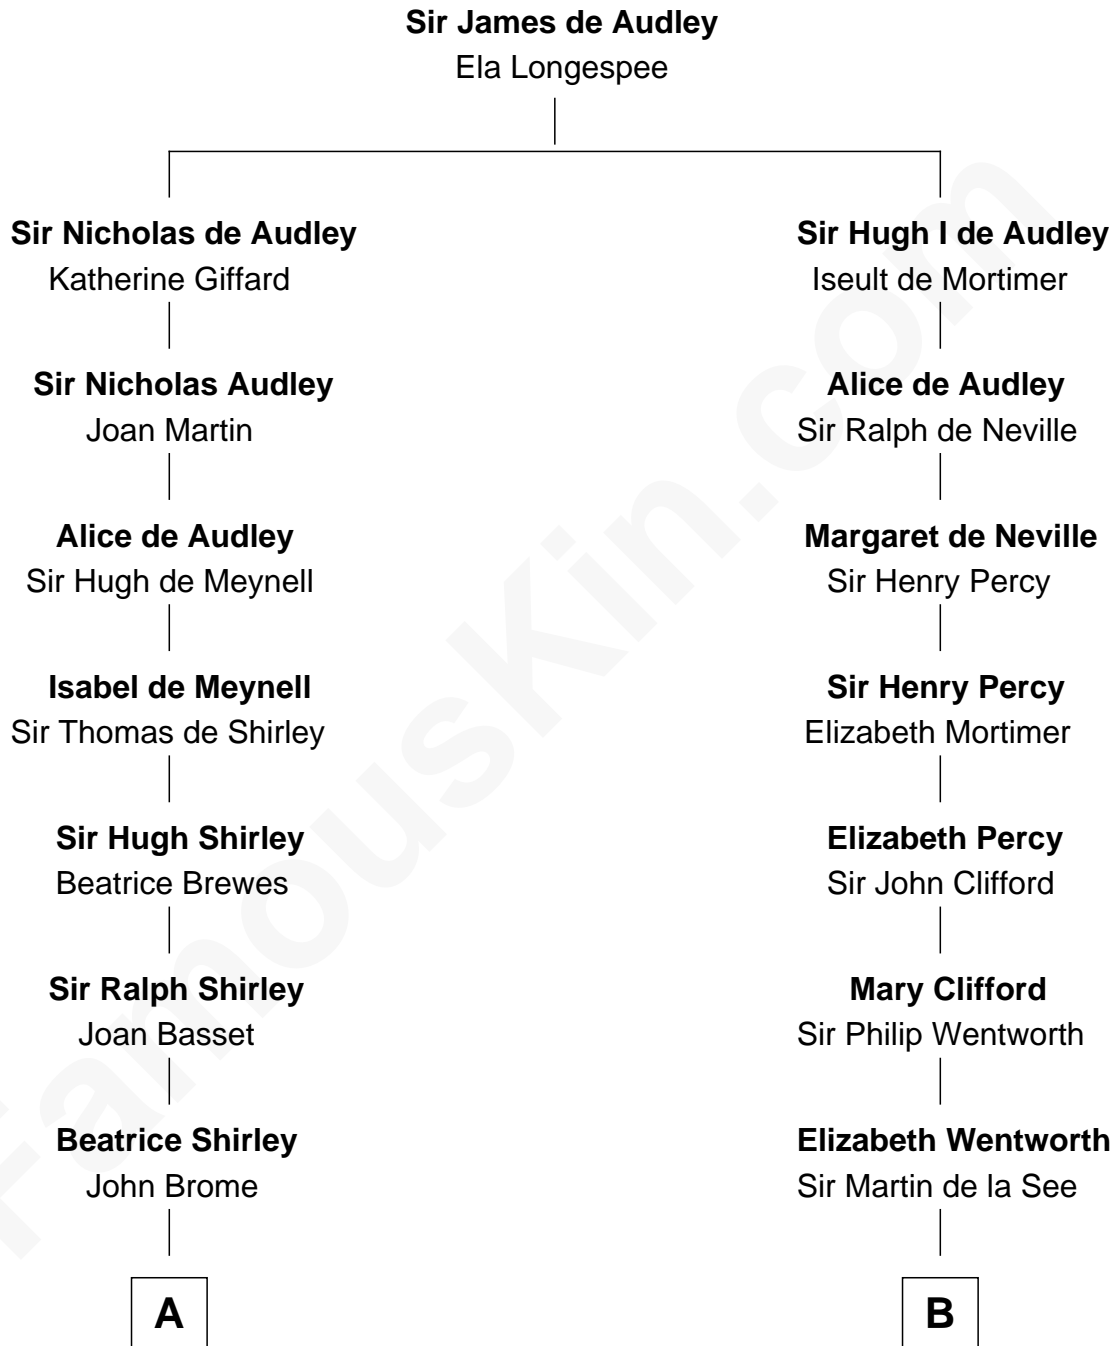 Sir James de Audley
Ela Longespee
Sir Nicholas de Audley
Katherine Giffard
Sir Hugh I de Audley
Iseult de Mortimer
Sir Nicholas Audley
Joan Martin
Alice de Audley
Sir Ralph de Neville
Alice de Audley
Sir Hugh de Meynell
Margaret de Neville
Sir Henry Percy
Isabel de Meynell
Sir Thomas de Shirley
Sir Henry Percy
Elizabeth Mortimer
Sir Hugh Shirley
Beatrice Brewes
Elizabeth Percy
Sir John Clifford
Sir Ralph Shirley
Joan Basset
Mary Clifford
Sir Philip Wentworth
Beatrice Shirley
John Brome
Elizabeth Wentworth
Sir Martin de la See
A
B
FamousKin.com